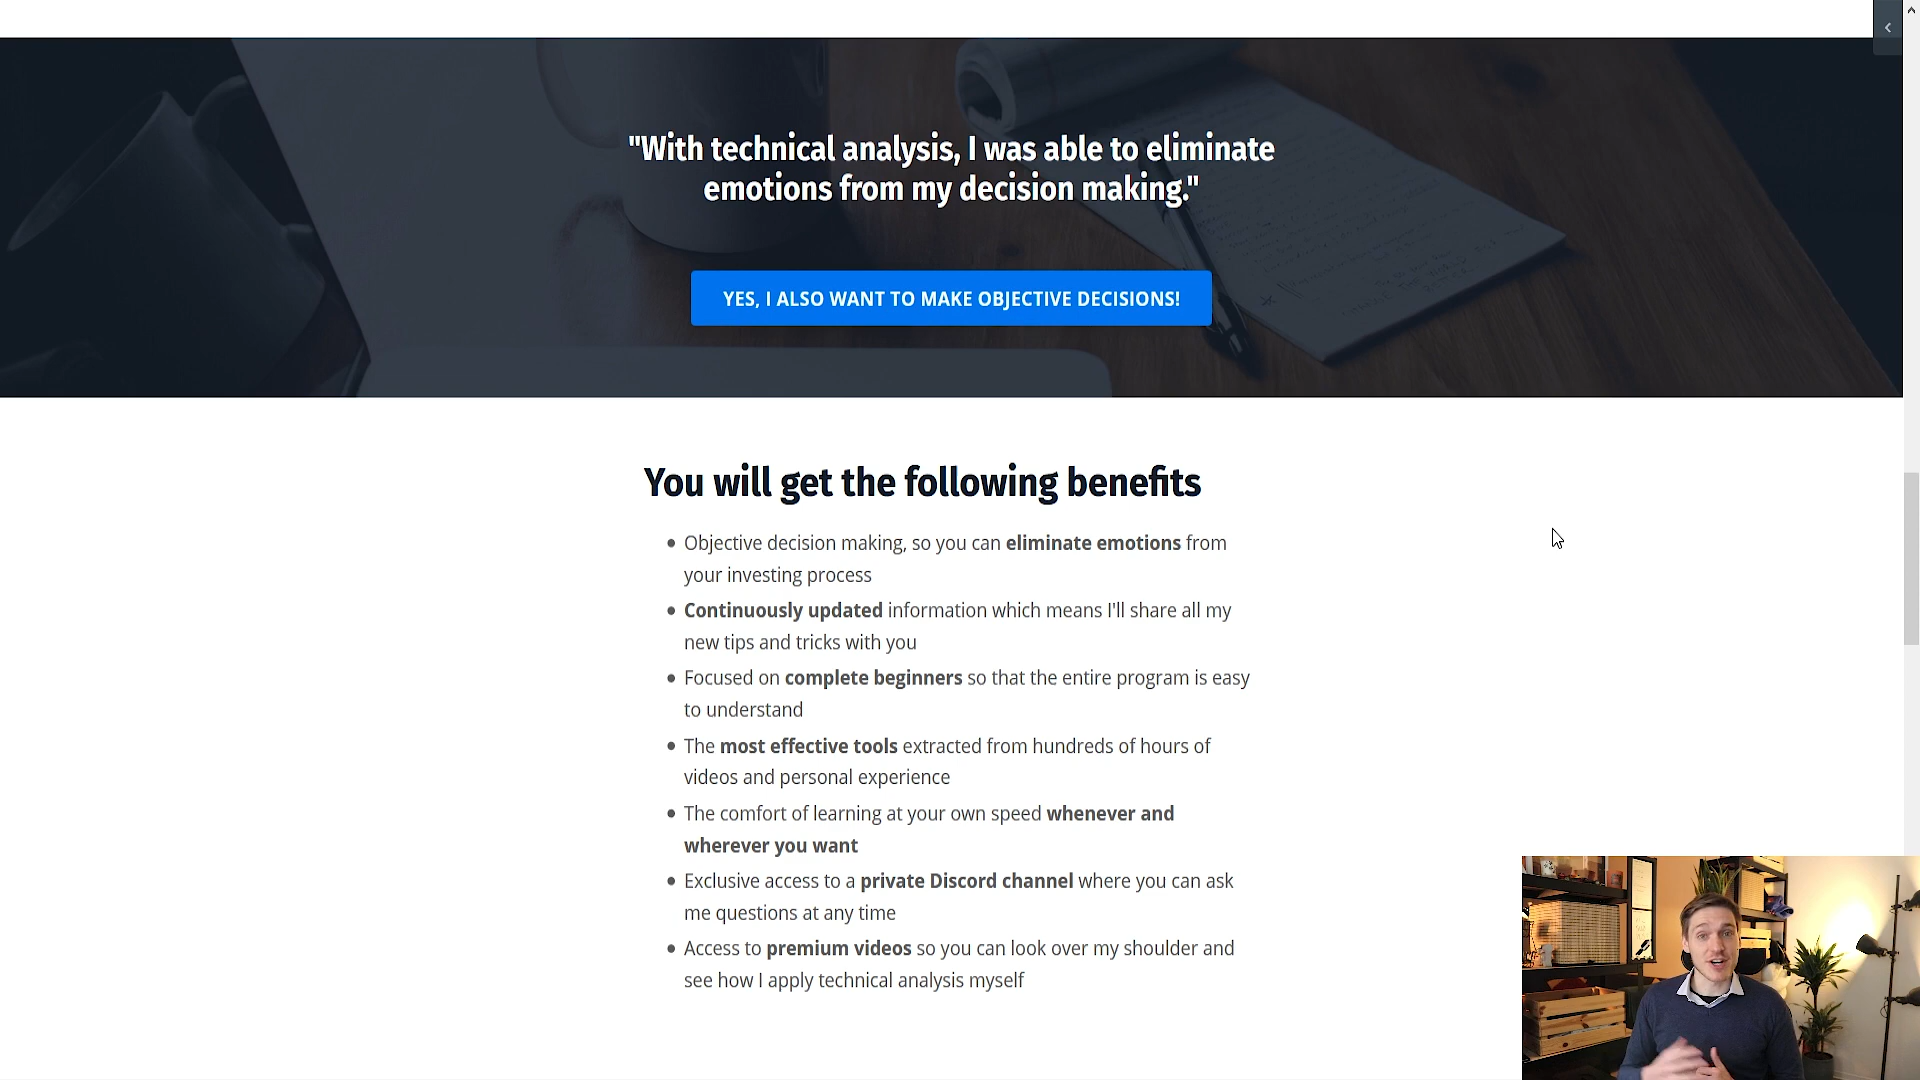 "With technical analysis, I was able to eliminate
emotions from my decision making."
YES, I ALSO WANT TO MAKE OBJECTIVE DECISIONS!
You will get the following benefits
Objective decision making, so you can eliminate emotions from
your investing process
Continuously updated information which means I'll share all my
new tips and tricks with you
Focused on complete beginners so that the entire program is easy
to understand
The most effective tools extracted from hundreds of hours of
videos and personal experience
The comfort of learning at your own speed whenever and
wherever you want
Exclusive access to a private Discord channel where you can ask
me questions at any time
Access to premium videos so you can look over my shoulder and
see how I apply technical analysis myself